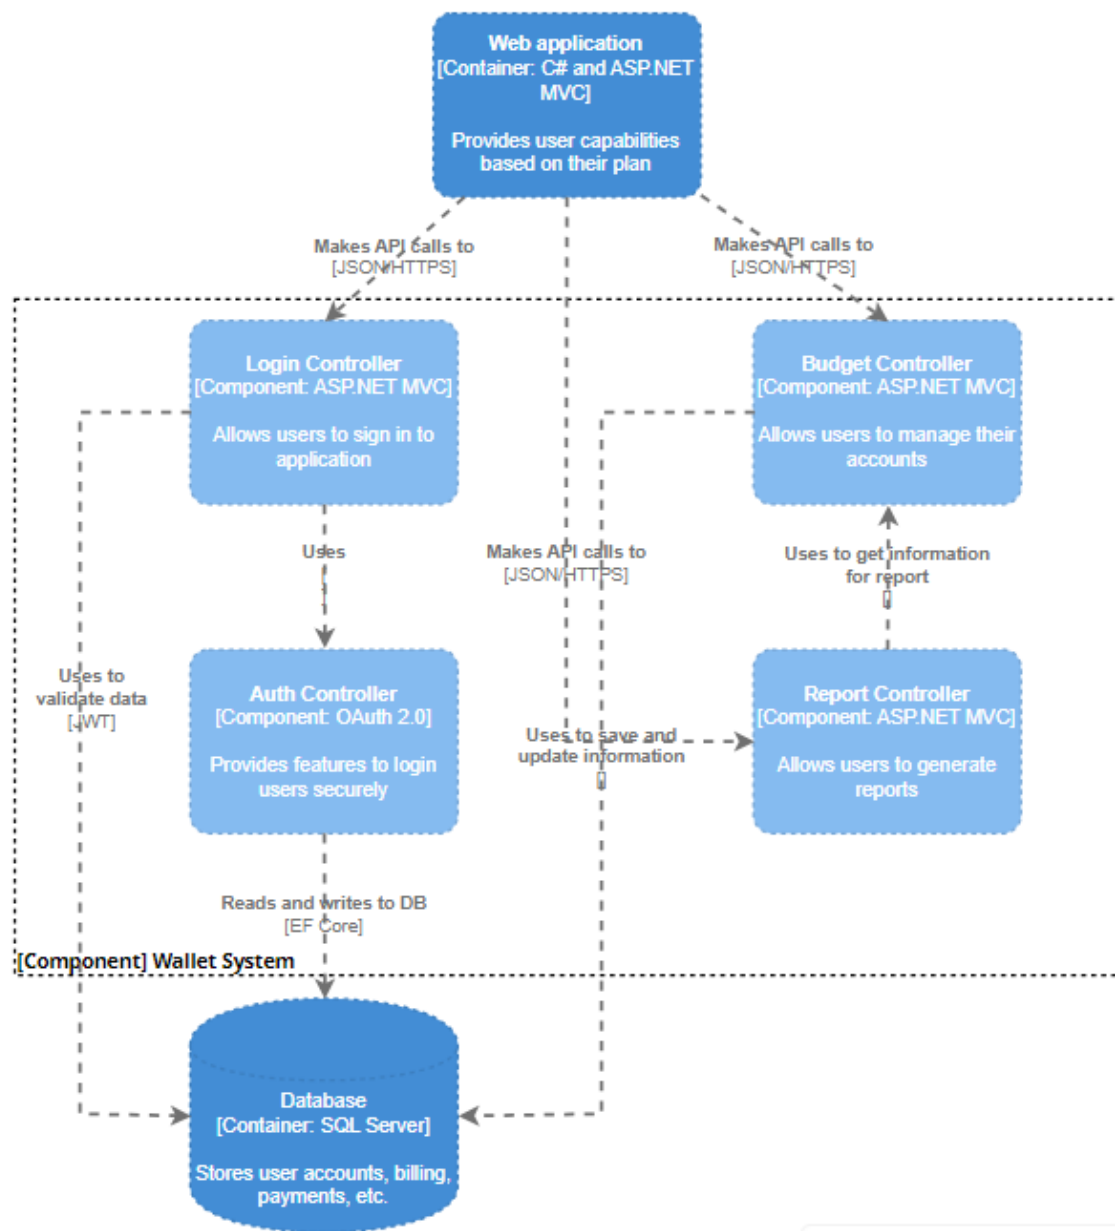 Web application
[Container: C# and ASP.NET
MVC]
Provides user capabilities
based on their plan
Makes API calls to
[JSON/HTTPS]
Makes API calls to
[JSON/HTTPS]
Login Controller
[Component: ASP.NET MVC]
Allows users to sign in to
application
Budget Controller
[Component: ASP.NET MVC]
Allows users to manage their
accounts
Uses
[]
Makes API calls to
[JSON/HTTPS]
Uses to get information
for report
[]
Uses to
validate data
[JWT]
Auth Controller
[Component: OAuth 2.0]
Provides features to login
users securely
Uses to save and
update information
[]
Report Controller
[Component: ASP.NET MVC]
Allows users to generate
reports
Reads and writes to DB
[EF Core]
[Component] Wallet System
Database
[Container: SQL Server]
Stores user accounts, billing,
payments, etc.